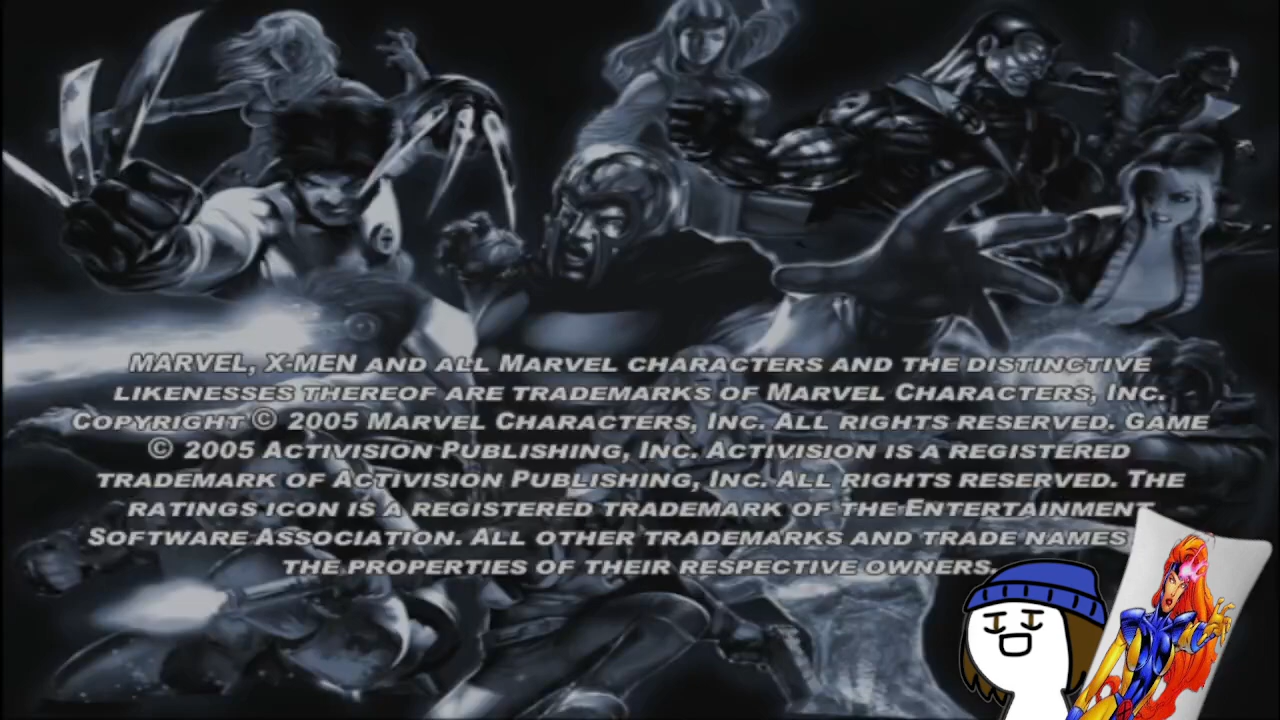 MARVEL, X-MEN AND ALL MARVEL CHARACTERS AND THE DISTINCTIVE
LIKENESSES THEREOF ARE TRADEMARKS OF MARVEL CHARACTERS, INC.
COPYRIGHT © 2005 MARVEL CHARACTERS, INC. ALL RIGHTS RESERVED. GAME
© 2005 ACTIVISION PUBLISHING, INC. ACTIVISION IS A REGISTERED
TRADEMARK OF ACTIVISION PUBLISHING, INC. ALL RIGHTS RESERVED. THE
RATINGS ICON IS A REGISTERED TRADEMARK OF THE ENTERTAINMENT
SOFTWARE ASSOCIATION. ALL OTHER TRADEMARKS AND TRADE NAMES
THE PROPERTIES OF THEIR RESPECTIVE OWNERS.